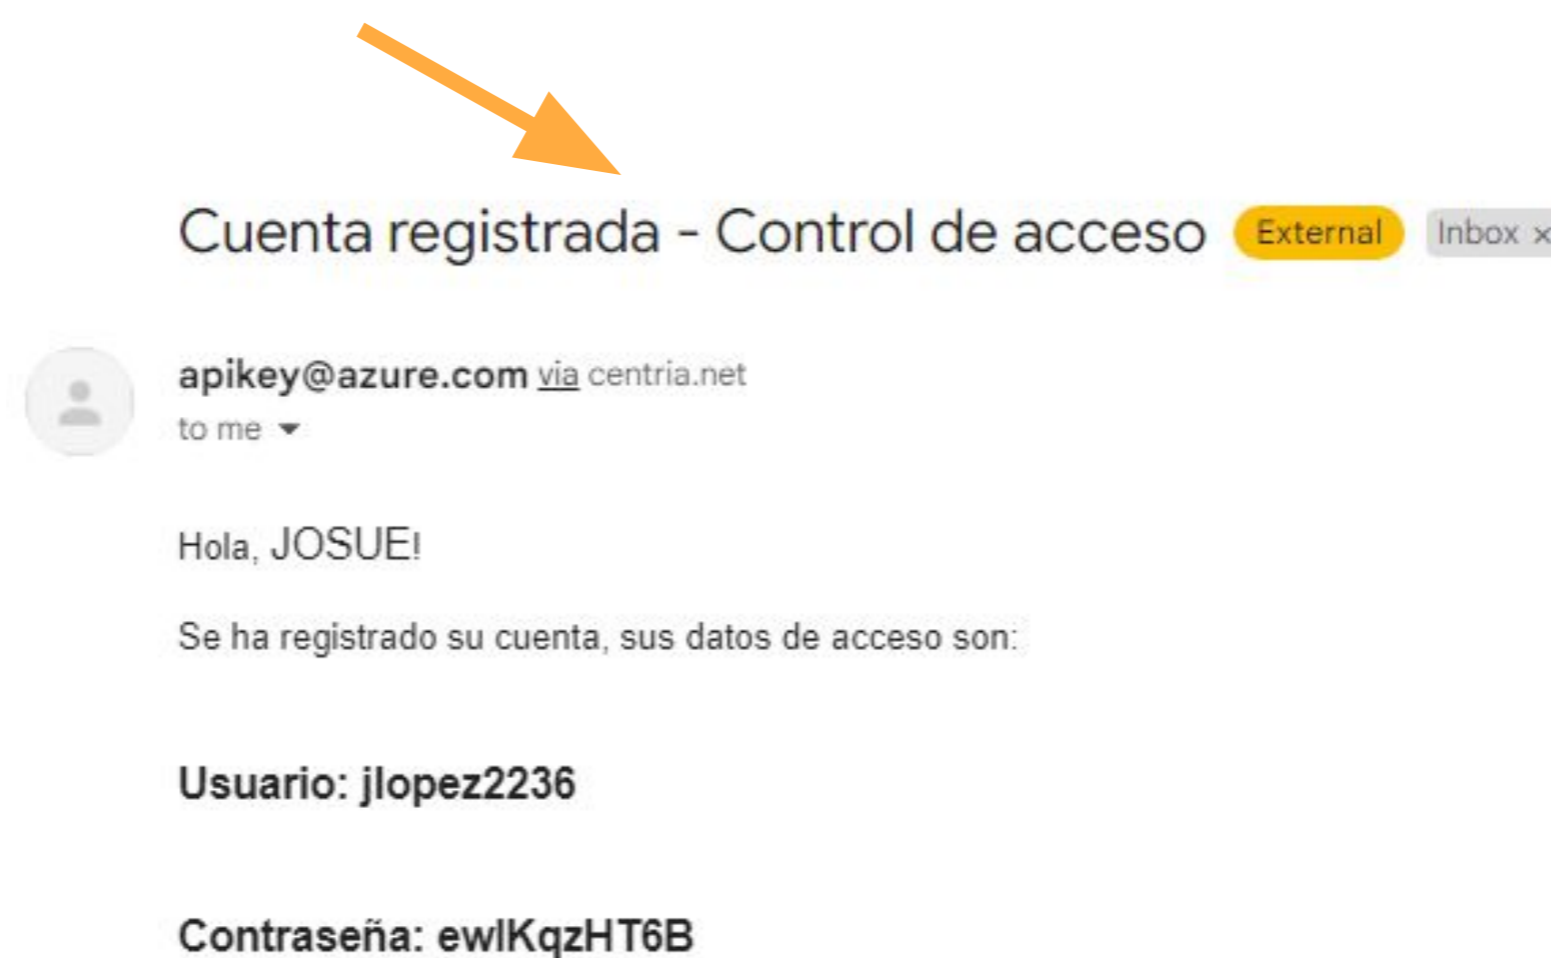 Cuenta registrada - Control de acceso External Inbox ×
apikey@azure.com via centria.net
to me
Hola, JOSUE!
Se ha registrado su cuenta, sus datos de acceso son:
Usuario: jlopez2236
Contraseña: ewlKqzHT6B